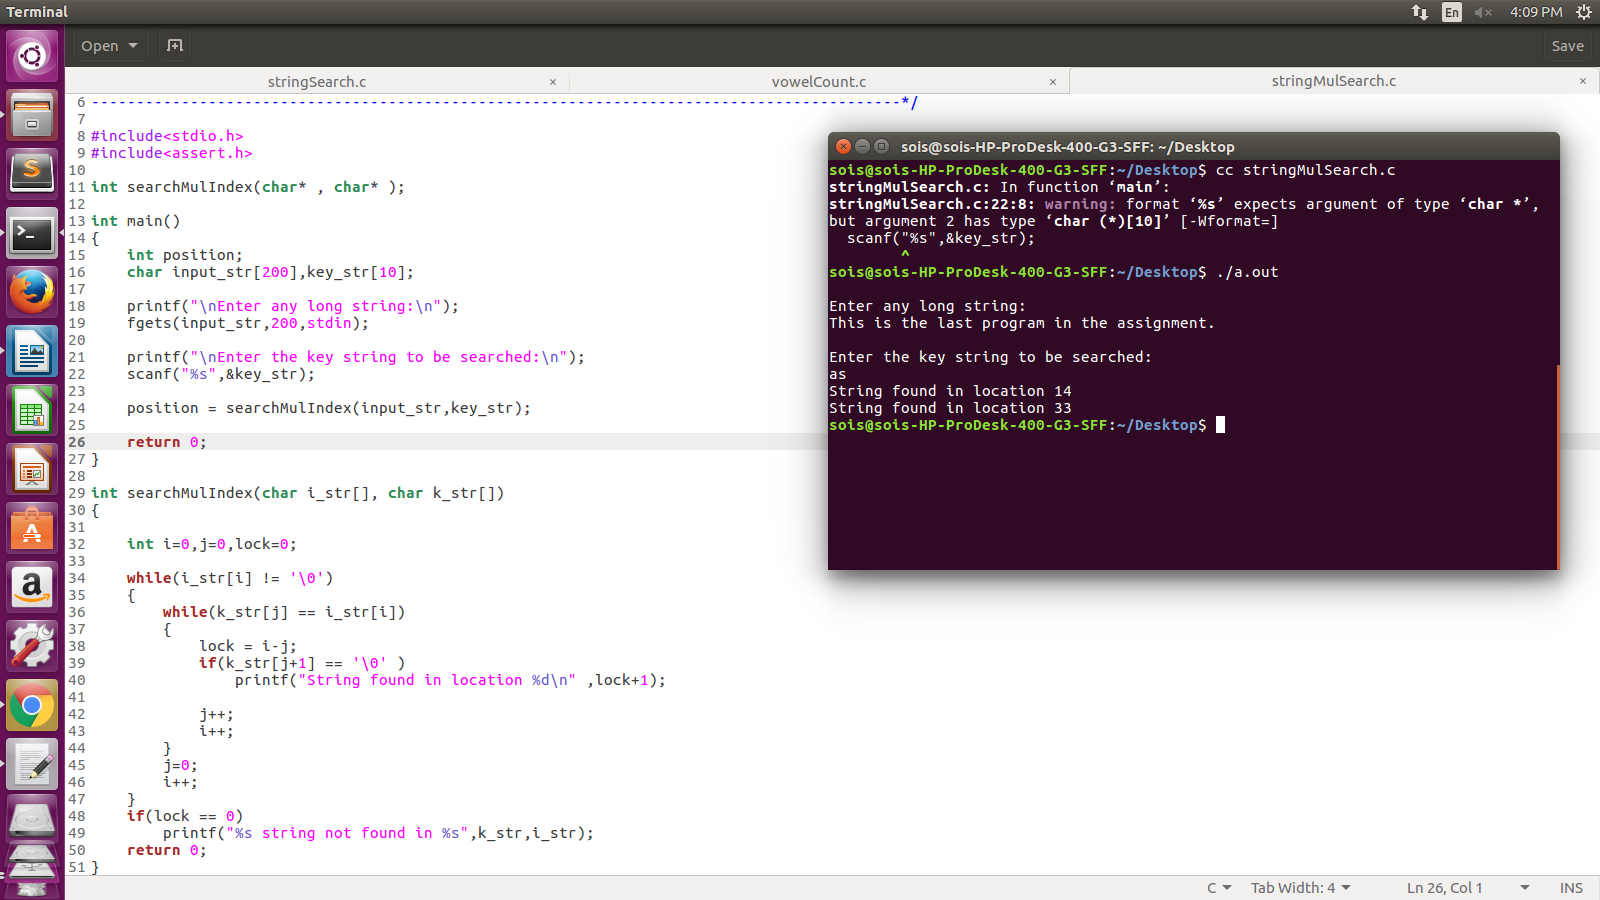 Terminal
En
4:09 PM
Open
Save
stringSearch.c ×
vowelCount.c ×
stringMulSearch.c ×
6 ------------------------------------------------------------------------------------------*/
7
8 #include<stdio.h>
9 #include<assert.h>
10
11 int searchMulIndex(char* , char* );
12
13 int main()
14 {
15     int position;
16     char input_str[200],key_str[10];
17
18     printf("\nEnter any long string:\n");
19     fgets(input_str,200,stdin);
20
21     printf("\nEnter the key string to be searched:\n");
22     scanf("%s",&key_str);
23
24     position = searchMulIndex(input_str,key_str);
25
26     return 0;
27 }
28
29 int searchMulIndex(char i_str[], char k_str[])
30 {
31
32     int i=0,j=0,lock=0;
33
34     while(i_str[i] != '\0')
35     {
36         while(k_str[j] == i_str[i])
37         {
38             lock = i-j;
39             if(k_str[j+1] == '\0' )
40                 printf("String found in location %d\n" ,lock+1);
41
42             j++;
43             i++;
44         }
45         j=0;
46         i++;
47     }
48     if(lock == 0)
49         printf("%s string not found in %s",k_str,i_str);
50     return 0;
51 }
sois@sois-HP-ProDesk-400-G3-SFF: ~/Desktop
sois@sois-HP-ProDesk-400-G3-SFF:~/Desktop$ cc stringMulSearch.c
stringMulSearch.c: In function ‘main’:
stringMulSearch.c:22:8: warning: format ‘%s’ expects argument of type ‘char *’,
but argument 2 has type ‘char (*)[10]’ [-Wformat=]
  scanf("%s",&key_str);
        ^
sois@sois-HP-ProDesk-400-G3-SFF:~/Desktop$ ./a.out
Enter any long string:
This is the last program in the assignment.
Enter the key string to be searched:
as
String found in location 14
String found in location 33
sois@sois-HP-ProDesk-400-G3-SFF:~/Desktop$
C
Tab Width: 4
Ln 26, Col 1
INS